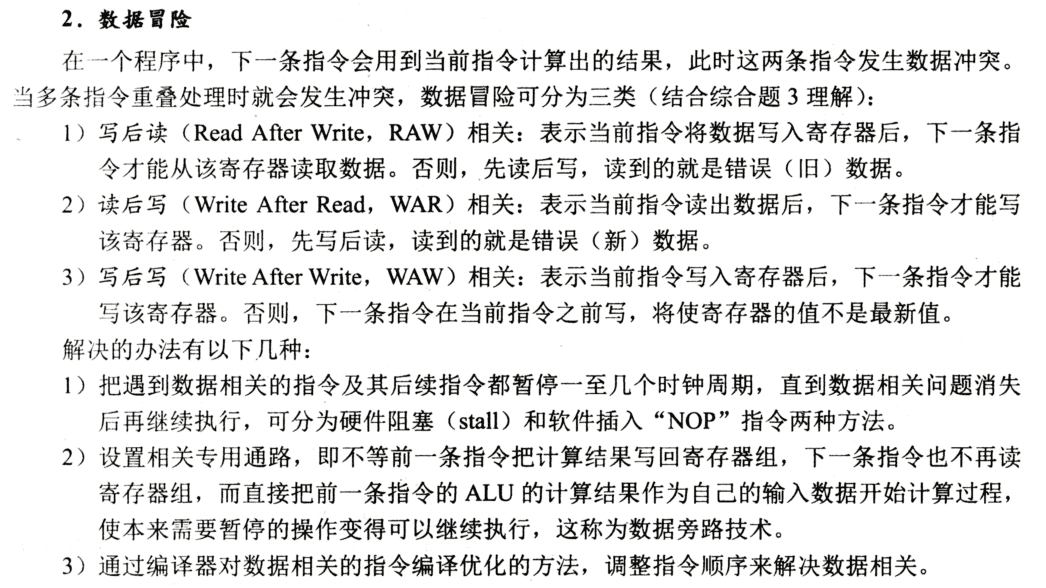 2．数据冒险
在一个程序中，下一条指令会用到当前指令计算出的结果，此时这两条指令发生数据冲突。
当多条指令重叠处理时就会发生冲突，数据冒险可分为三类（结合综合题 3 理解）：
1）写后读（Read After Write，RAW）相关：表示当前指令将数据写入寄存器后，下一条指
令才能从该寄存器读取数据。否则，先读后写，读到的就是错误（旧）数据。
2）读后写（Write After Read，WAR）相关：表示当前指令读出数据后，下一条指令才能写
该寄存器。否则，先写后读，读到的就是错误（新）数据。
3）写后写（Write After Write，WAW）相关：表示当前指令写入寄存器后，下一条指令才能
写该寄存器。否则，下一条指令在当前指令之前写，将使寄存器的值不是最新值。
解决的办法有以下几种：
1）把遇到数据相关的指令及其后续指令都暂停一至几个时钟周期，直到数据相关问题消失
后再继续执行，可分为硬件阻塞（stall）和软件插入“NOP”指令两种方法。
2）设置相关专用通路，即不等前一条指令把计算结果写回寄存器组，下一条指令也不再读
寄存器组，而直接把前一条指令的 ALU 的计算结果作为自己的输入数据开始计算过程，
使本来需要暂停的操作变得可以继续执行，这称为数据旁路技术。
3）通过编译器对数据相关的指令编译优化的方法，调整指令顺序来解决数据相关。